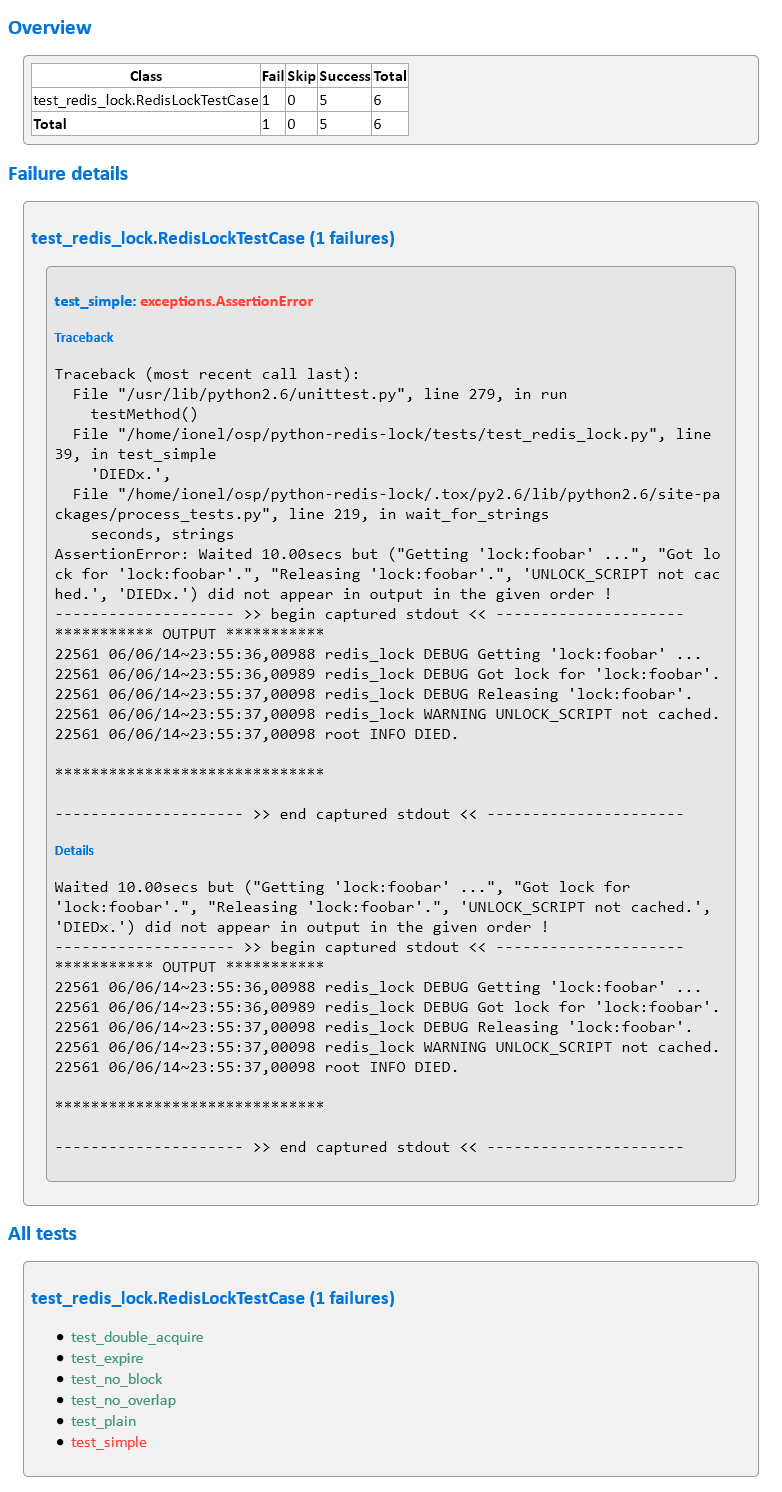 Overview
Class Fail Skip Success Total
test_redis_lock.RedisLockTestCase 1 0 5 6
Total 1 0 5 6
Failure details
test_redis_lock.RedisLockTestCase (1 failures)
test_simple: exceptions.AssertionError
Traceback
Traceback (most recent call last):
  File "/usr/lib/python2.6/unittest.py", line 279, in run
    testMethod()
  File "/home/ionel/osp/python-redis-lock/tests/test_redis_lock.py", line
39, in test_simple
    'DIEDx.',
  File "/home/ionel/osp/python-redis-lock/.tox/py2.6/lib/python2.6/site-pa
ckages/process_tests.py", line 219, in wait_for_strings
    seconds, strings
AssertionError: Waited 10.00secs but ("Getting 'lock:foobar' ...", "Got lo
ck for 'lock:foobar'.", "Releasing 'lock:foobar'.", 'UNLOCK_SCRIPT not cac
hed.', 'DIEDx.') did not appear in output in the given order !
-------------------- >> begin captured stdout << ---------------------
*********** OUTPUT ***********
22561 06/06/14~23:55:36,00988 redis_lock DEBUG Getting 'lock:foobar' ...
22561 06/06/14~23:55:36,00989 redis_lock DEBUG Got lock for 'lock:foobar'.
22561 06/06/14~23:55:37,00098 redis_lock DEBUG Releasing 'lock:foobar'.
22561 06/06/14~23:55:37,00098 redis_lock WARNING UNLOCK_SCRIPT not cached.
22561 06/06/14~23:55:37,00098 root INFO DIED.
******************************
--------------------- >> end captured stdout << ----------------------
Details
Waited 10.00secs but ("Getting 'lock:foobar' ...", "Got lock for
'lock:foobar'.", "Releasing 'lock:foobar'.", 'UNLOCK_SCRIPT not cached.',
'DIEDx.') did not appear in output in the given order !
-------------------- >> begin captured stdout << ---------------------
*********** OUTPUT ***********
22561 06/06/14~23:55:36,00988 redis_lock DEBUG Getting 'lock:foobar' ...
22561 06/06/14~23:55:36,00989 redis_lock DEBUG Got lock for 'lock:foobar'.
22561 06/06/14~23:55:37,00098 redis_lock DEBUG Releasing 'lock:foobar'.
22561 06/06/14~23:55:37,00098 redis_lock WARNING UNLOCK_SCRIPT not cached.
22561 06/06/14~23:55:37,00098 root INFO DIED.
******************************
--------------------- >> end captured stdout << ----------------------
All tests
test_redis_lock.RedisLockTestCase (1 failures)
● test_double_acquire
● test_expire
● test_no_block
● test_no_overlap
● test_plain
● test_simple